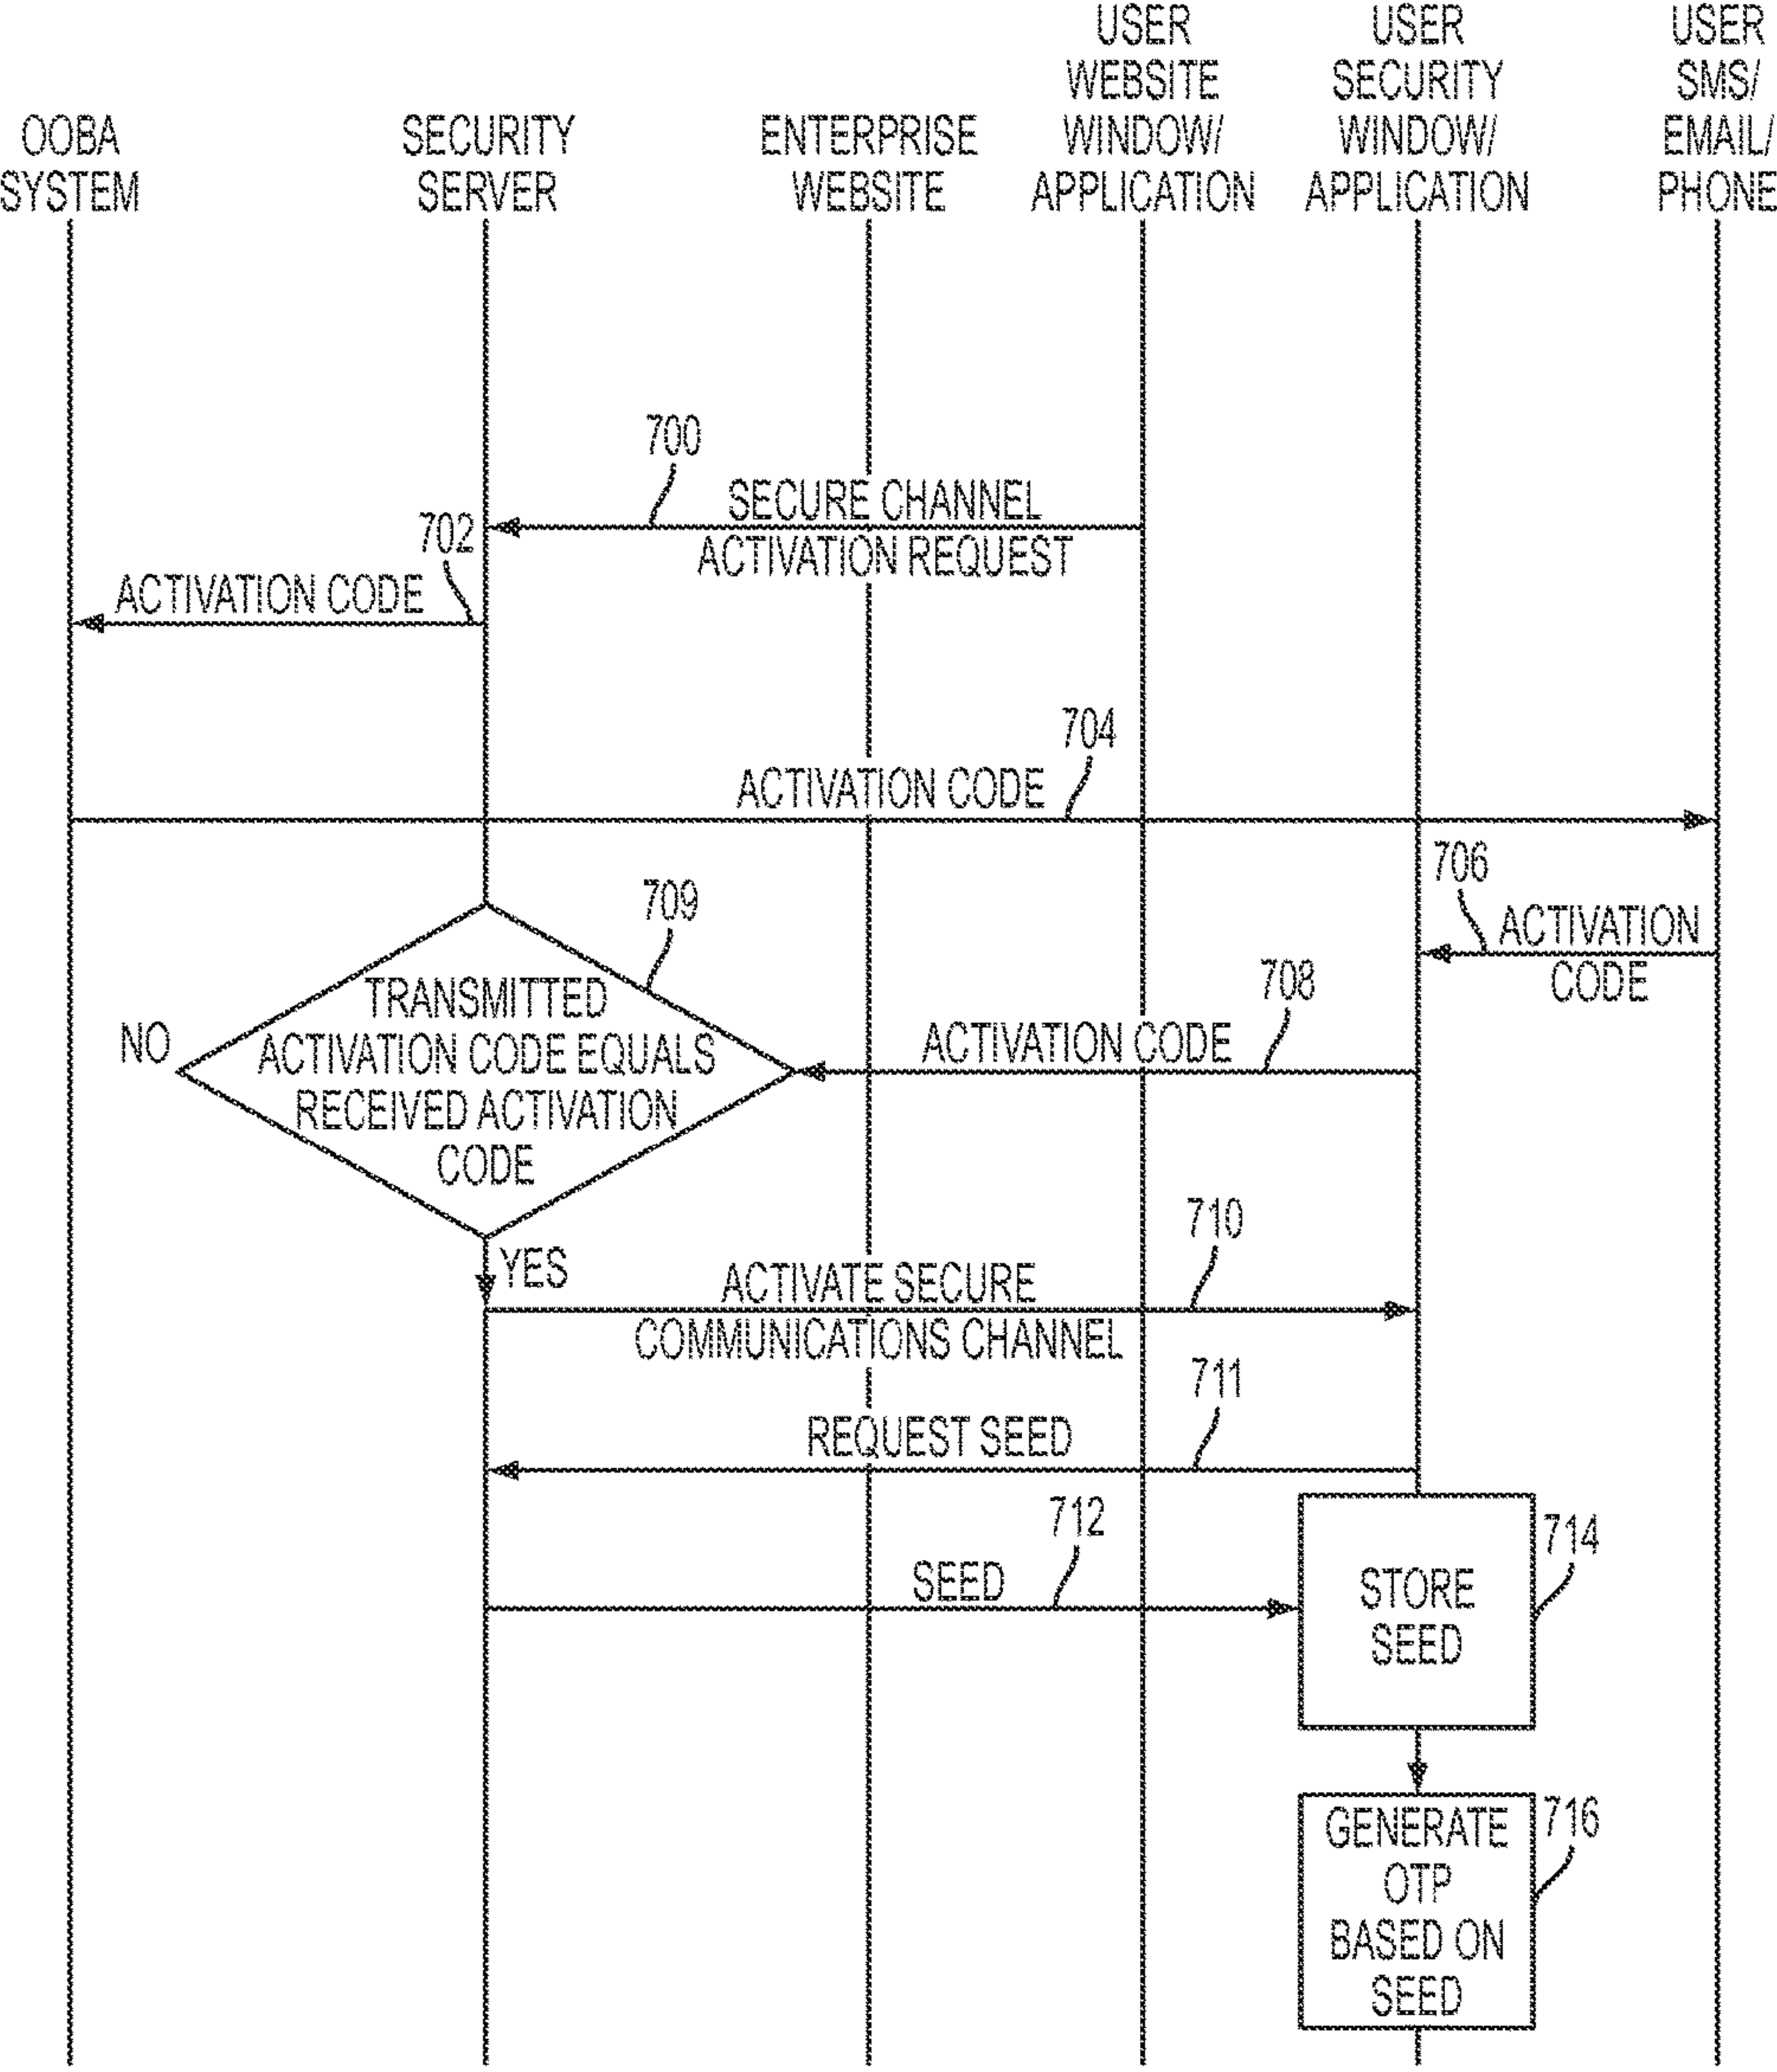 OOBA
SYSTEM
SECURITY
SERVER
ENTERPRISE
WEBSITE
USER
WEBSITE
WINDOW/
APPLICATION
USER
SECURITY
WINDOW/
APPLICATION
USER
SMS/
EMAIL/
PHONE
700
SECURE CHANNEL
ACTIVATION REQUEST
702
ACTIVATION CODE
704
ACTIVATION CODE
706
ACTIVATION
CODE
708
ACTIVATION CODE
709
TRANSMITTED
ACTIVATION CODE EQUALS
RECEIVED ACTIVATION
CODE
NO
YES
710
ACTIVATE SECURE
COMMUNICATIONS CHANNEL
711
REQUEST SEED
712
SEED
714
STORE
SEED
716
GENERATE
OTP
BASED ON
SEED